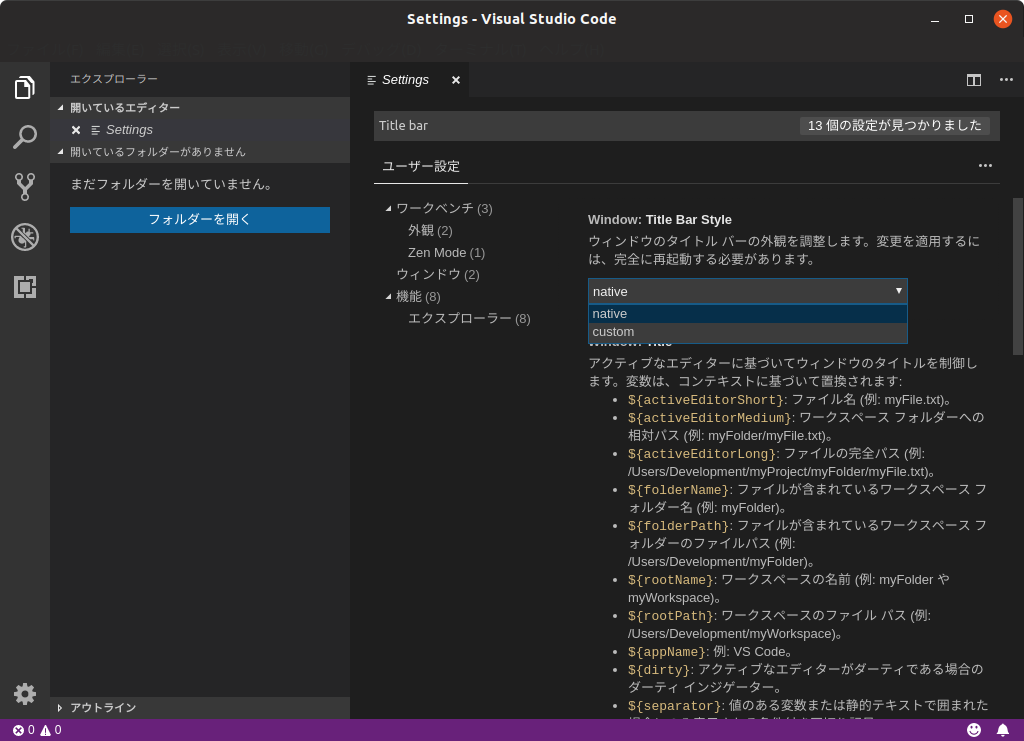 Settings - Visual Studio Code
エクスプローラー
開いているエディター
Settings
開いているフォルダーがありません
まだフォルダーを開いていません。
フォルダーを開く
アウトライン
0 0
Settings
Title bar
13 個の設定が見つかりました
ユーザー設定
ワークベンチ (3)
外観 (2)
Zen Mode (1)
ウィンドウ (2)
機能 (8)
エクスプローラー (8)
Window: Title Bar Style
ウィンドウのタイトル バーの外観を調整します。変更を適用するに
は、完全に再起動する必要があります。
native
native
custom
Window: Title
アクティブなエディターに基づいてウィンドウのタイトルを制御し
ます。変数は、コンテキストに基づいて置換されます:
• ${activeEditorShort}: ファイル名 (例: myFile.txt)。
• ${activeEditorMedium}: ワークスペース フォルダーへの
相対パス (例: myFolder/myFile.txt)。
• ${activeEditorLong}: ファイルの完全パス (例:
/Users/Development/myProject/myFolder/myFile.txt)。
• ${folderName}: ファイルが含まれているワークスペース フ
ォルダー名 (例: myFolder)。
• ${folderPath}: ファイルが含まれているワークスペース フ
ォルダーのファイルパス (例:
/Users/Development/myFolder)。
• ${rootName}: ワークスペースの名前 (例: myFolder や
myWorkspace)。
• ${rootPath}: ワークスペースのファイル パス (例:
/Users/Development/myWorkspace)。
• ${appName}: 例: VS Code。
• ${dirty}: アクティブなエディターがダーティである場合の
ダーティ インジゲーター。
• ${separator}: 値のある変数または静的テキストで囲まれた